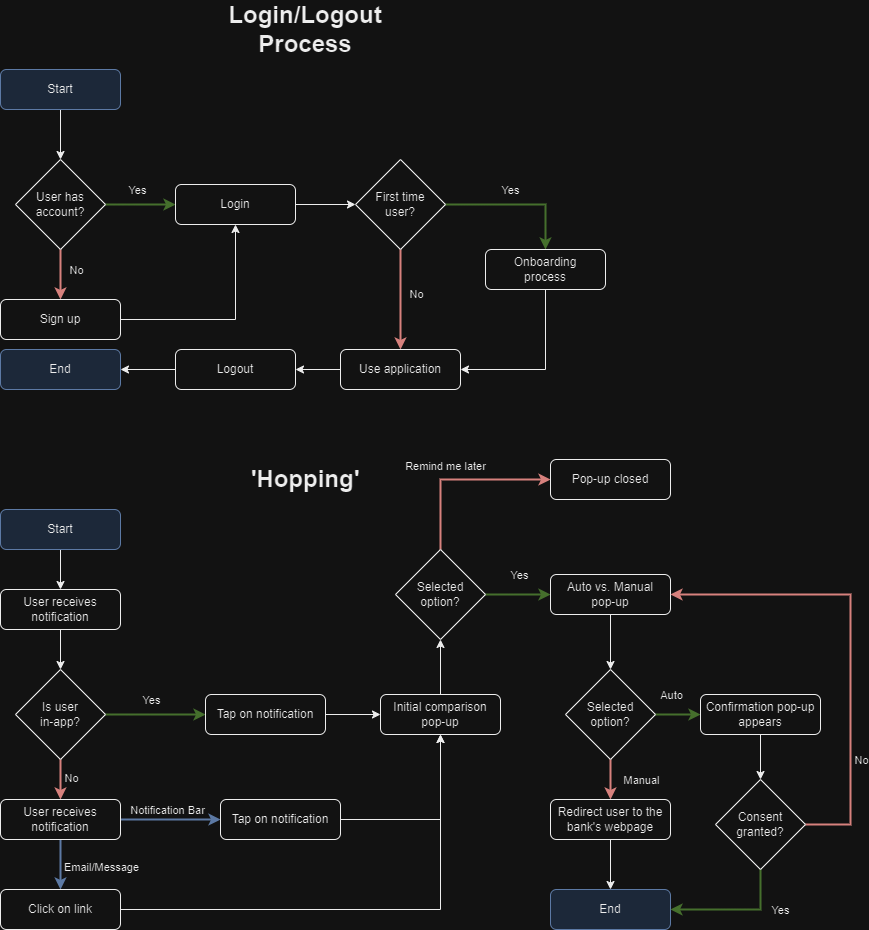 Login/Logout
Process
Start
User has
account?
Yes
Login
First time
user?
Yes
Onboarding
process
No
No
Sign up
End
Logout
Use application
'Hopping'
Remind me later
Pop-up closed
Start
User receives
notification
Selected
option?
Yes
Auto vs. Manual
pop-up
Is user
in-app?
Yes
Tap on notification
Initial comparison
pop-up
Selected
option?
Auto
Confirmation pop-up
appears
No
No
Manual
User receives
notification
Notification Bar
Tap on notification
Redirect user to the
bank's webpage
Consent
granted?
Email/Message
Click on link
End
Yes